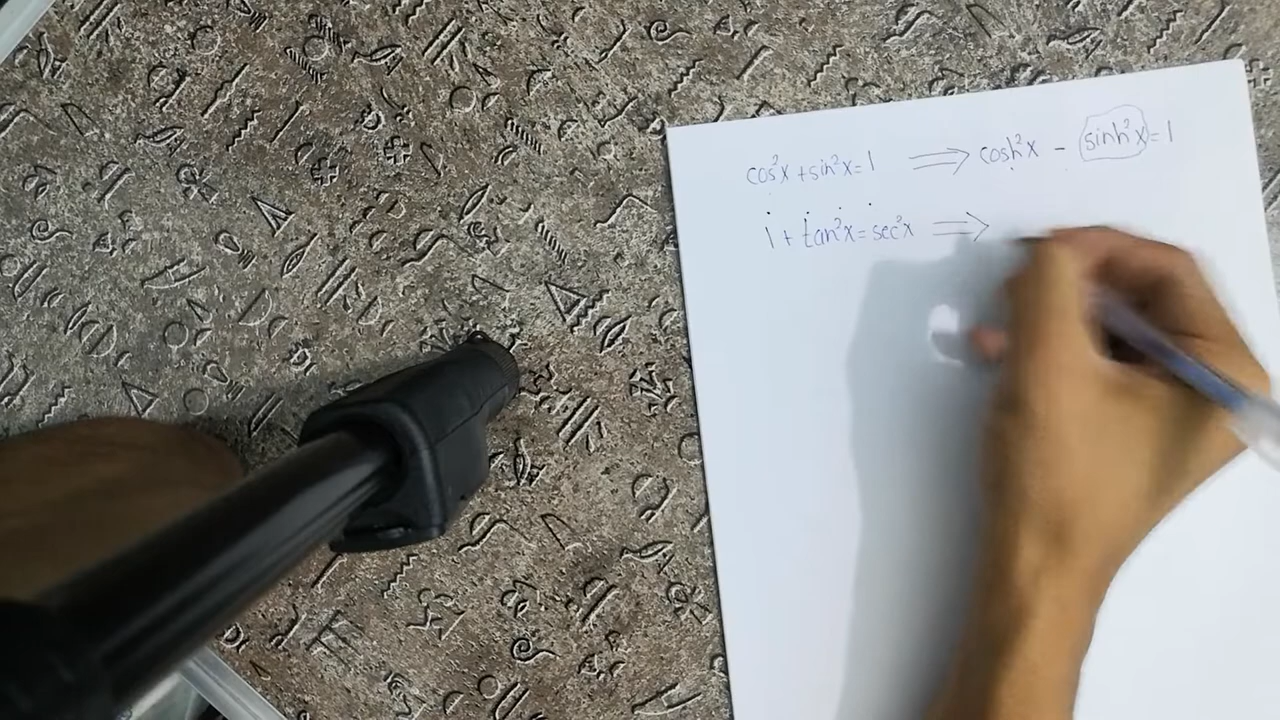 cos²x + sin²x = 1 ⟹ cosh²x - sinh²x = 1
1 + tan²x = sec²x ⟹